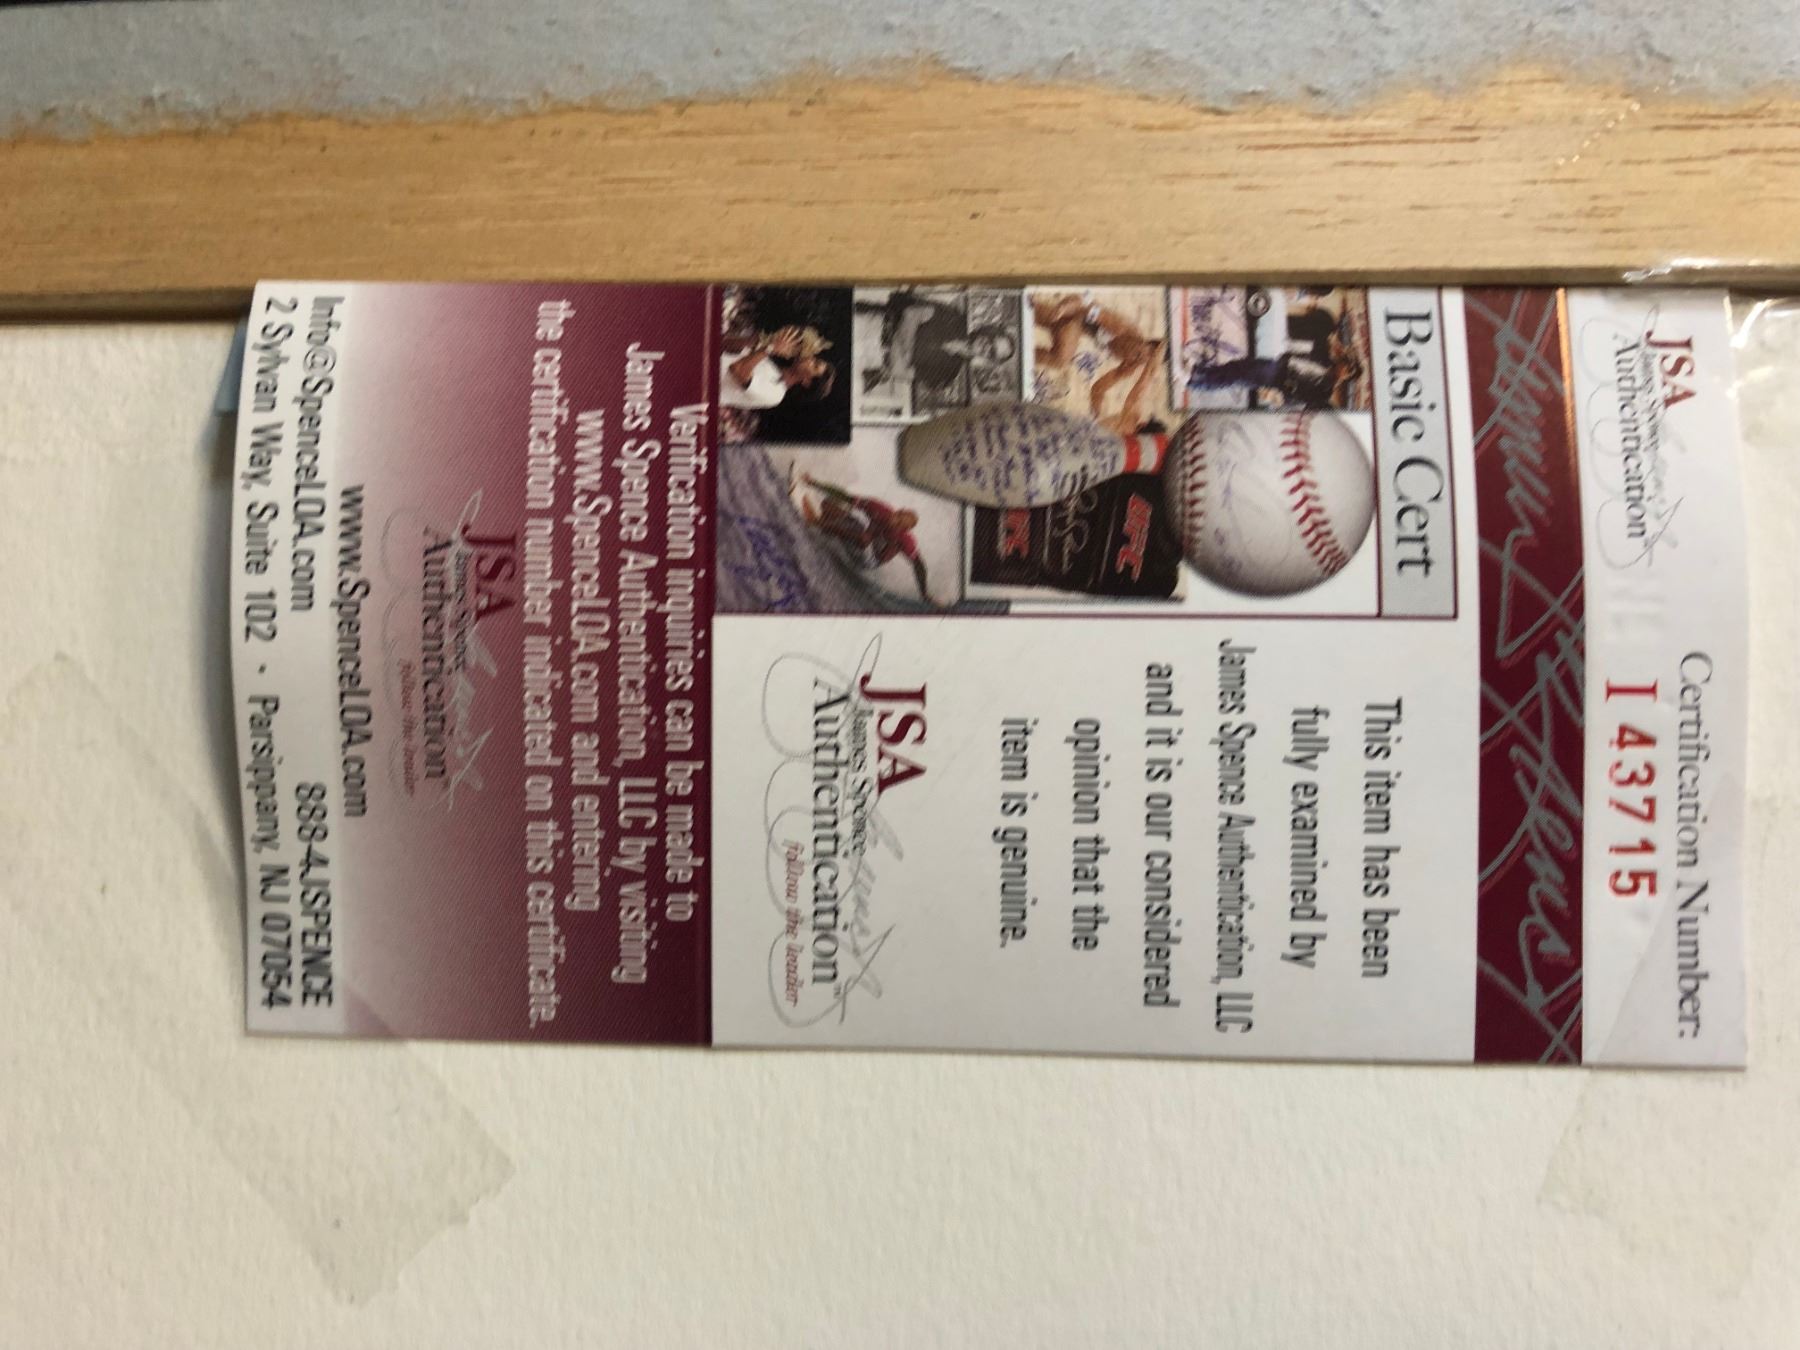 JSA
James Spence
Authentication
Certification Number:
I 43715
Basic Cert
This item has been
fully examined by
James Spence Authentication, LLC
and it is our considered
opinion that the
item is genuine.
UFC
JSA
James Spence
Authentication™
follow the leader
Verification inquiries can be made to
James Spence Authentication, LLC by visiting
www.SpenceLOA.com and entering
the certification number indicated on this certificate.
JSA
James Spence
Authentication
follow the leader
www.SpenceLOA.com
Info@SpenceLOA.com 888-4JSPENCE
2 Sylvan Way, Suite 102 · Parsippany, NJ 07054